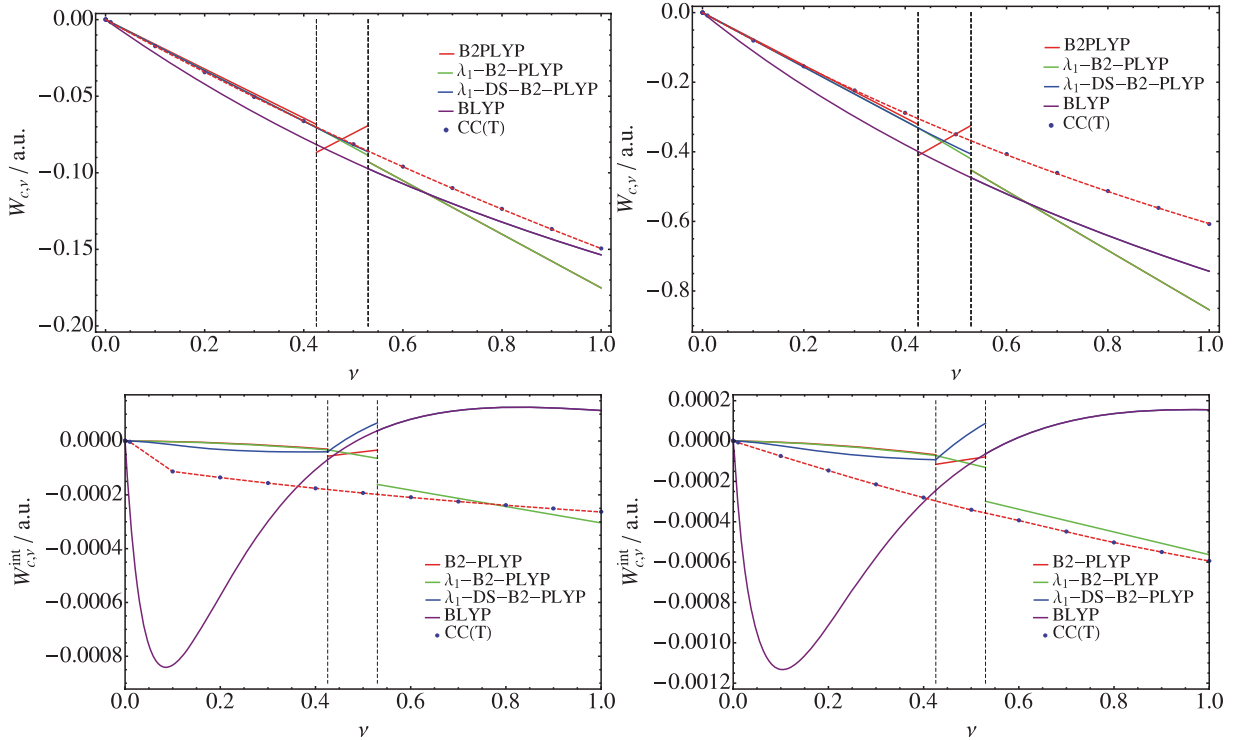 0.00
−0.05
−0.10
−0.15
−0.20
W_{c,ν} / a.u.
B2PLYP
λ₁−B2−PLYP
λ₁−DS−B2−PLYP
BLYP
CC(T)
0.0 0.2 0.4 0.6 0.8 1.0
ν
0.0
−0.2
−0.4
−0.6
−0.8
W_{c,ν} / a.u.
B2PLYP
λ₁−B2−PLYP
λ₁−DS−B2−PLYP
BLYP
CC(T)
0.0 0.2 0.4 0.6 0.8 1.0
ν
0.0000
−0.0002
−0.0004
−0.0006
−0.0008
W^{int}_{c,ν} / a.u.
B2−PLYP
λ₁−B2−PLYP
λ₁−DS−B2−PLYP
BLYP
CC(T)
0.0 0.2 0.4 0.6 0.8 1.0
ν
0.0002
0.0000
−0.0002
−0.0004
−0.0006
−0.0008
−0.0010
−0.0012
W^{int}_{c,ν} / a.u.
B2−PLYP
λ₁−B2−PLYP
λ₁−DS−B2−PLYP
BLYP
CC(T)
0.0 0.2 0.4 0.6 0.8 1.0
ν